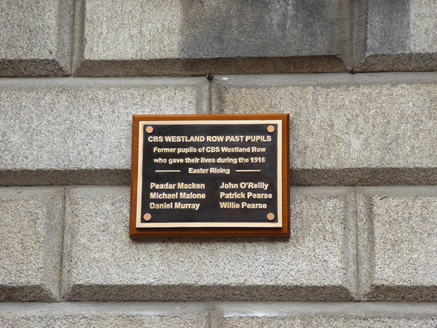 CBS WESTLAND ROW PAST PUPILS
Former pupils of CBS Westland Row
who gave their lives during the 1916
Easter Rising
Peadar Macken John O'Reilly
Michael Malone Patrick Pearse
Daniel Murray Willie Pearse